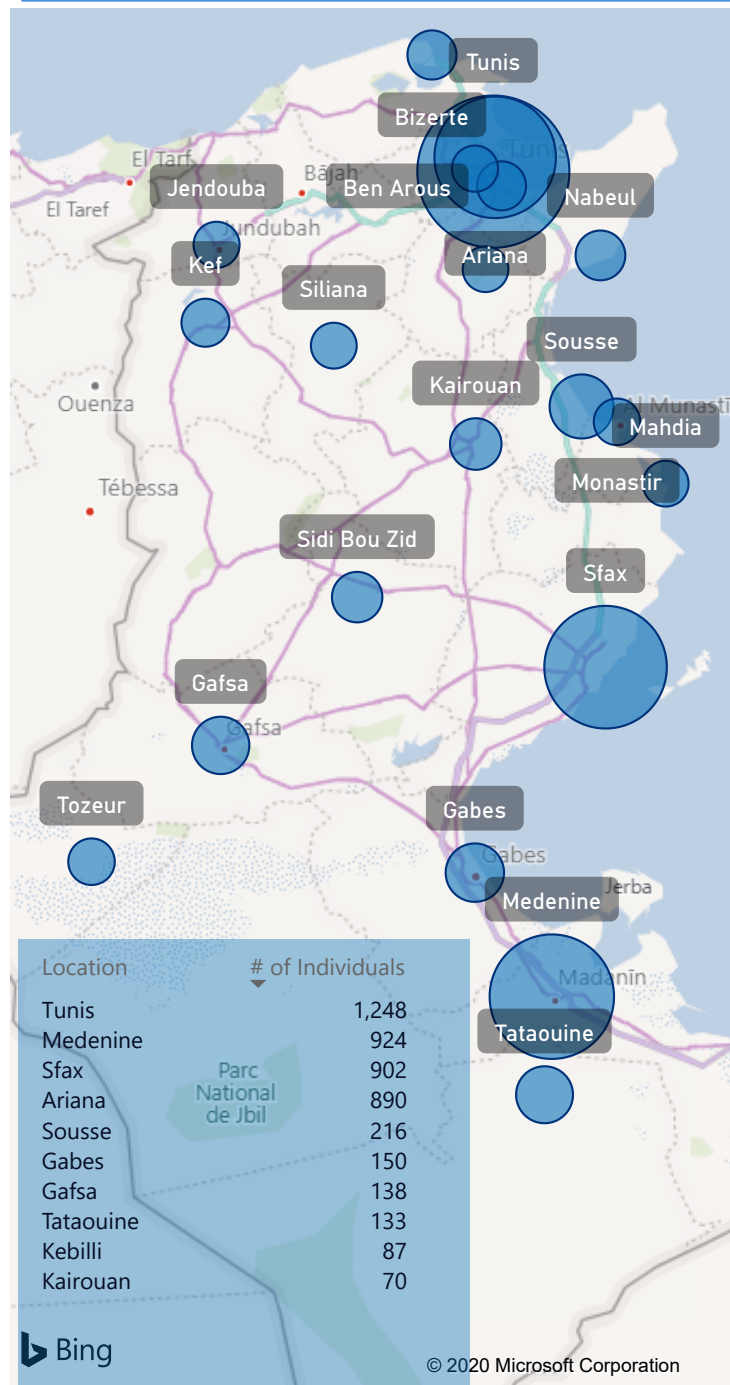 Tunis
Bizerte
El Tarf
Tunis
Jendouba
Bājah
Ben Arous
El Taref
Nabeul
Jundubah
Kef
Ariana
Siliana
Sousse
Kairouan
Ouenza
Al Munastī
Mahdia
Monastir
Tébessa
Sidi Bou Zid
Sfax
Gafsa
Gafsa
Tozeur
Gabes
Gabes
Jerba
Medenine
Madanīn
Tataouine
Parc
National
de Jbil
Location # of Individuals
Tunis 1,248
Medenine 924
Sfax 902
Ariana 890
Sousse 216
Gabes 150
Gafsa 138
Tataouine 133
Kebilli 87
Kairouan 70
Bing
© 2020 Microsoft Corporation